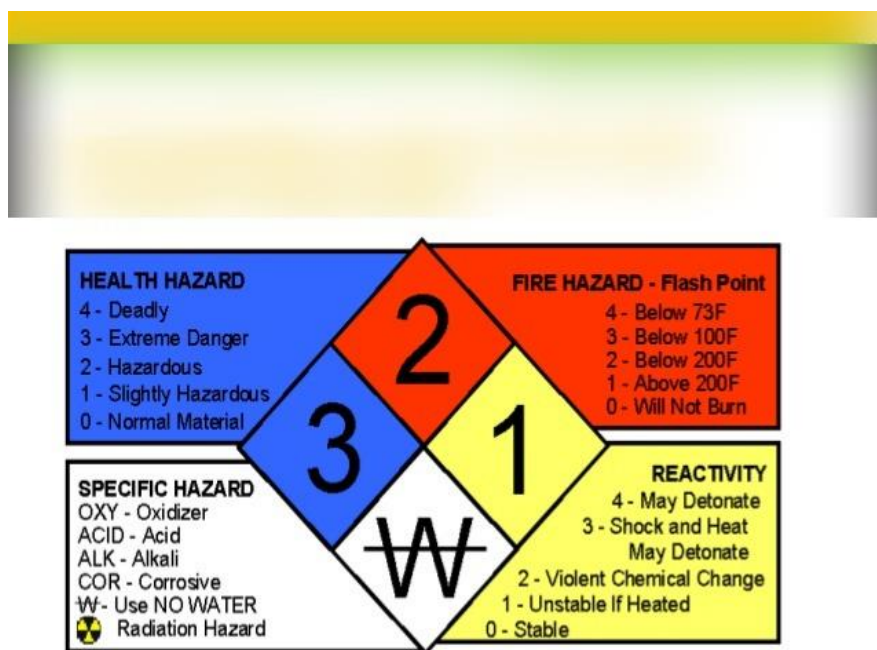 HEALTH HAZARD
4 - Deadly
3 - Extreme Danger
2 - Hazardous
1 - Slightly Hazardous
0 - Normal Material
FIRE HAZARD - Flash Point
4 - Below 73F
3 - Below 100F
2 - Below 200F
1 - Above 200F
0 - Will Not Burn
2
3
1
W
SPECIFIC HAZARD
OXY - Oxidizer
ACID - Acid
ALK - Alkali
COR - Corrosive
W - Use NO WATER
Radiation Hazard
REACTIVITY
4 - May Detonate
3 - Shock and Heat
May Detonate
2 - Violent Chemical Change
1 - Unstable If Heated
0 - Stable